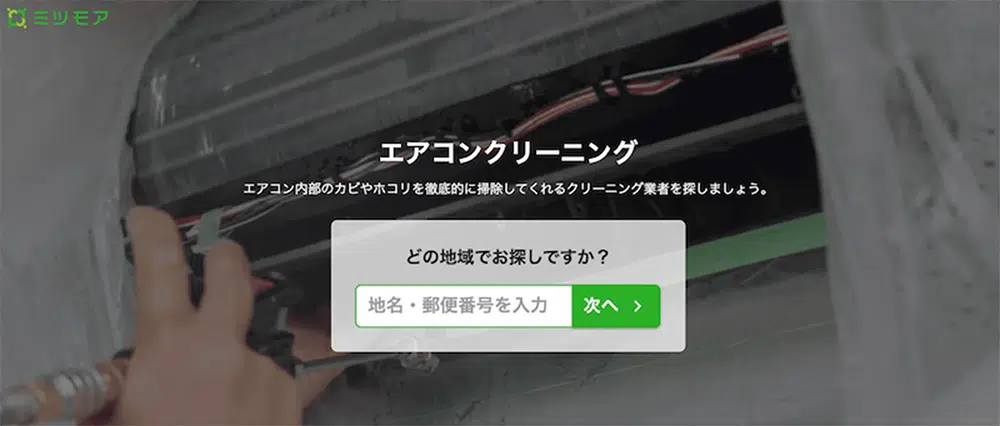 ミツモア
エアコンクリーニング
エアコン内部のカビやホコリを徹底的に掃除してくれるクリーニング業者を探しましょう。
どの地域でお探しですか？
地名・郵便番号を入力
次へ